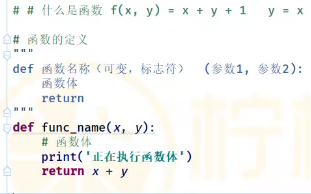 # # 什么是函数 f(x, y) = x + y + 1 y = x
# 函数的定义
"""
def 函数名称(可变,标志符) (参数1, 参数2):
函数体
return
"""
def func_name(x, y):
# 函数体
print('正在执行函数体')
return x + y